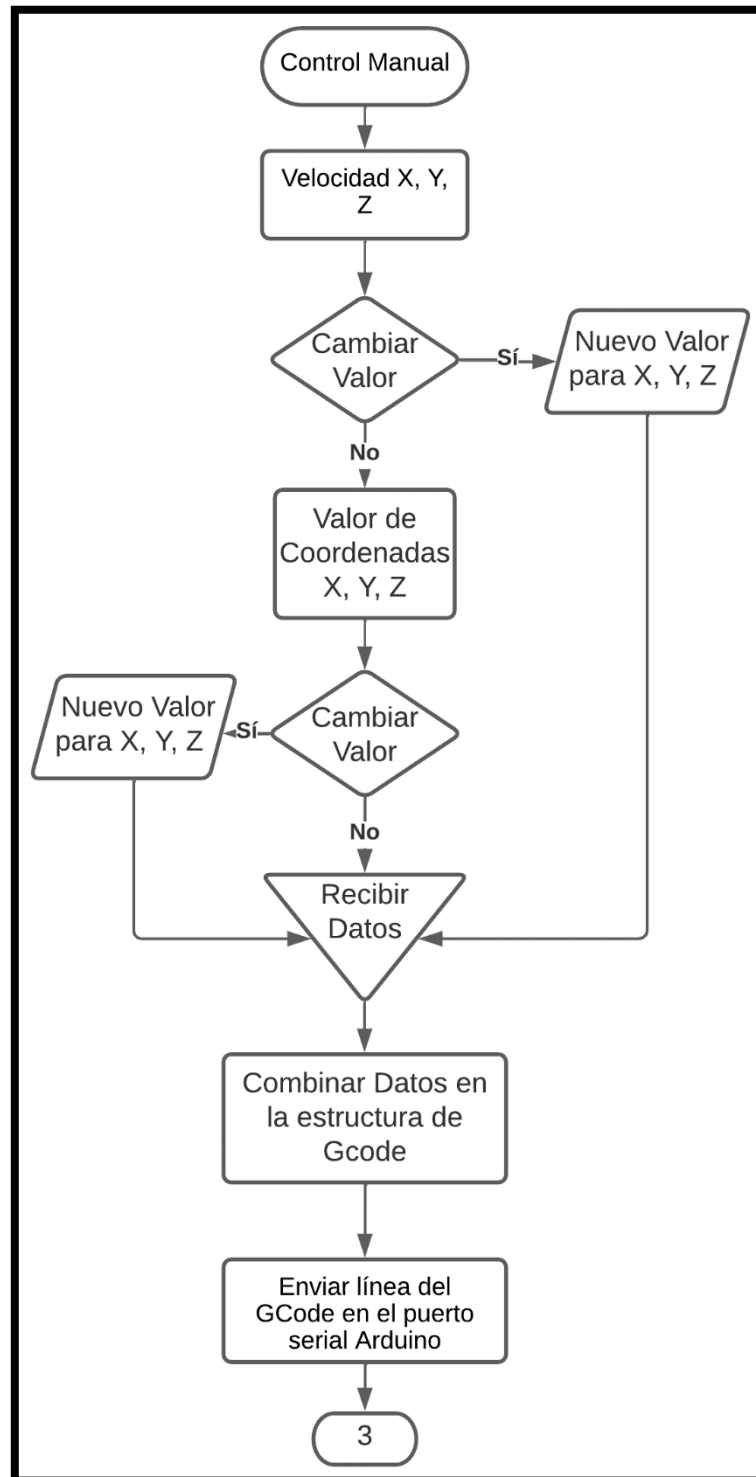 Control Manual
Velocidad X, Y,
Z
Cambiar
Valor
Sí
Nuevo Valor
para X, Y, Z
No
Valor de
Coordenadas
X, Y, Z
Nuevo Valor
para X, Y, Z
Sí
Cambiar
Valor
No
Recibir
Datos
Combinar Datos en
la estructura de
Gcode
Enviar línea del
GCode en el puerto
serial Arduino
3